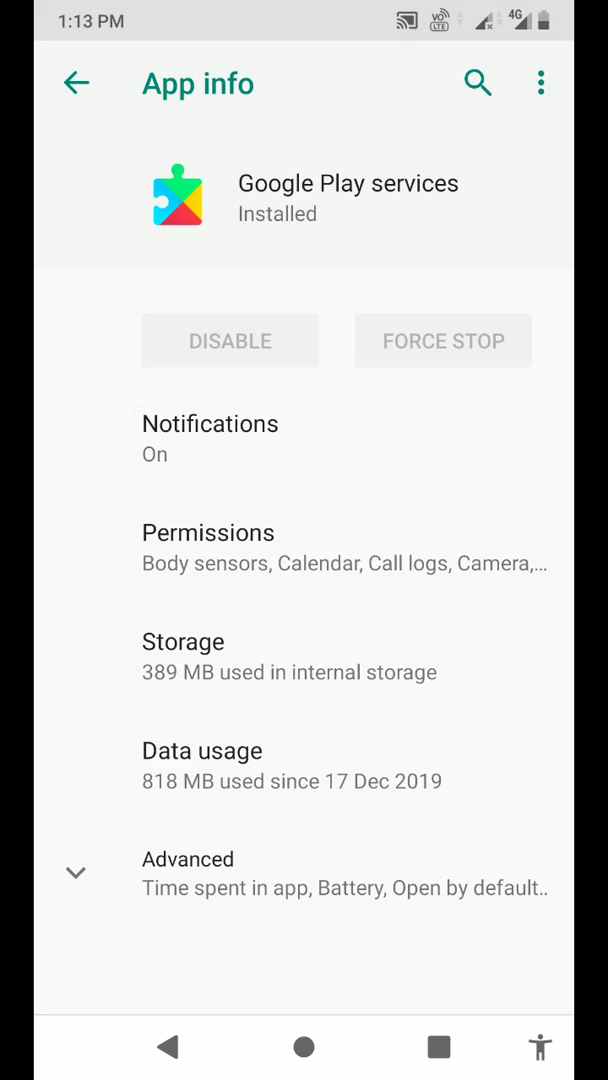 1:13 PM
VO LTE
4G
App info
Google Play services
Installed
DISABLE
FORCE STOP
Notifications
On
Permissions
Body sensors, Calendar, Call logs, Camera,...
Storage
389 MB used in internal storage
Data usage
818 MB used since 17 Dec 2019
Advanced
Time spent in app, Battery, Open by default..